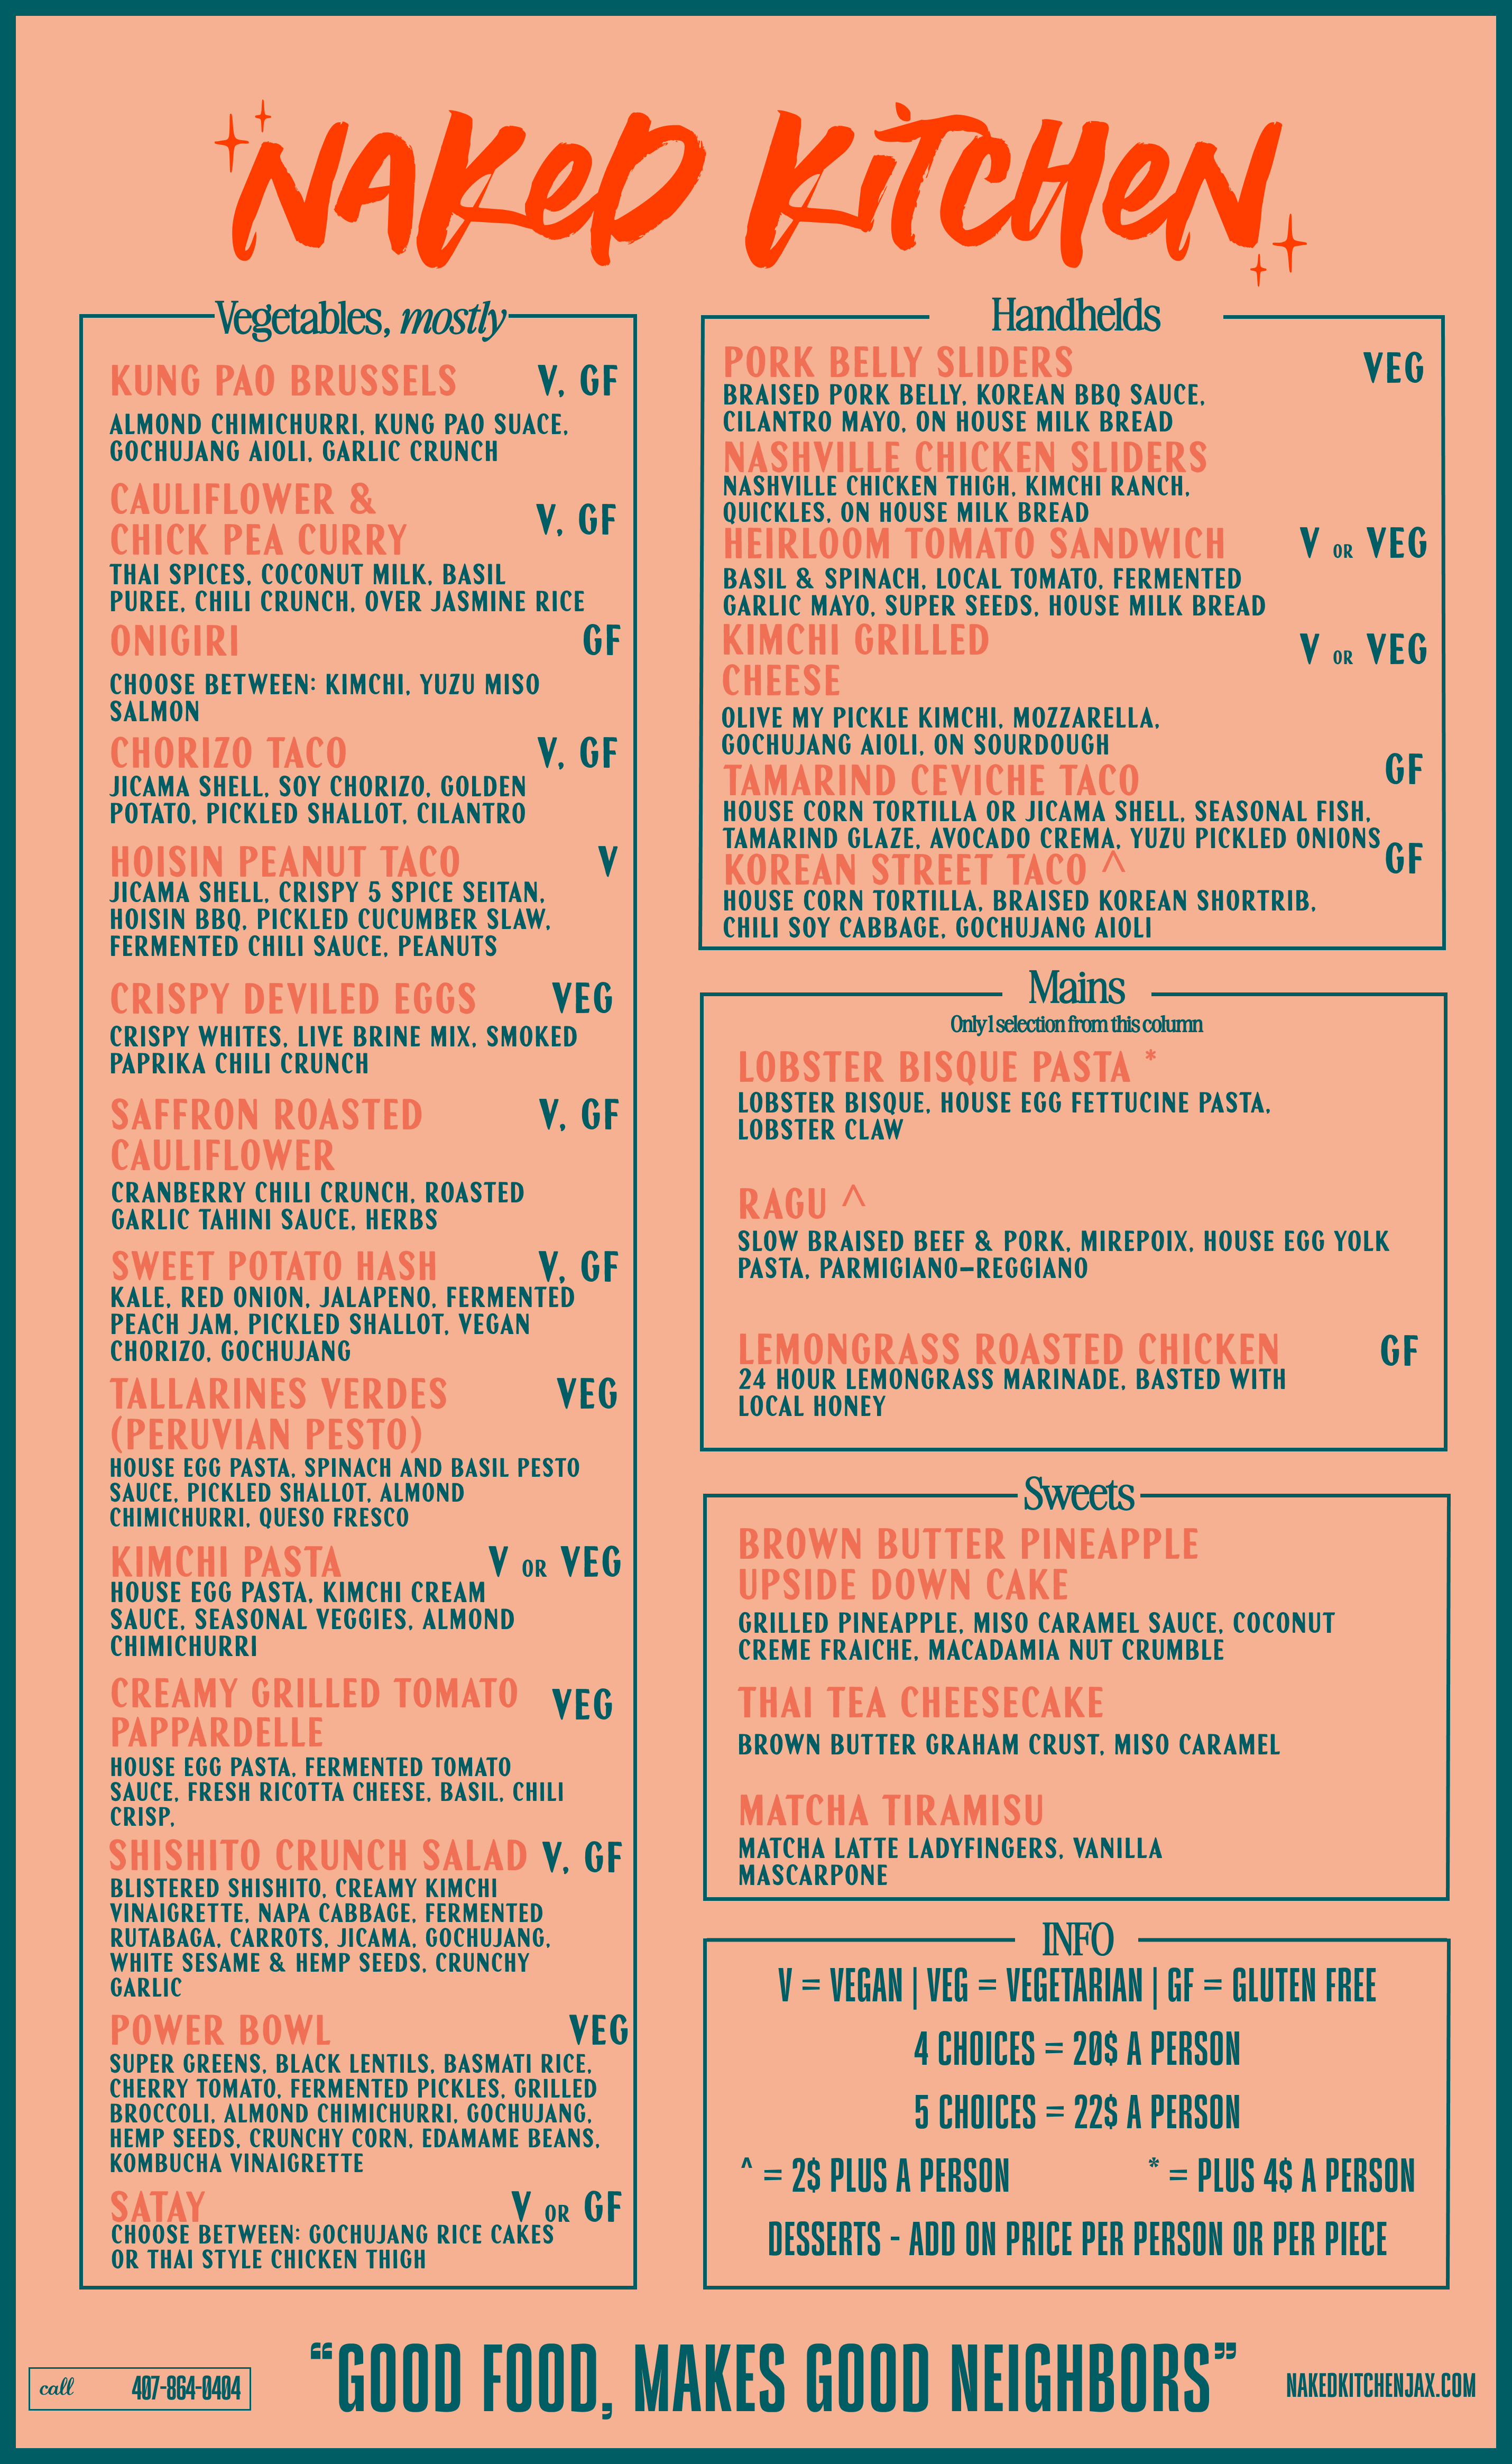 NAKED KITCHEN
Vegetables, mostly
KUNG PAO BRUSSELS V, GF
ALMOND CHIMICHURRI, KUNG PAO SUACE,
GOCHUJANG AIOLI, GARLIC CRUNCH
CAULIFLOWER &
CHICK PEA CURRY V, GF
THAI SPICES, COCONUT MILK, BASIL
PUREE, CHILI CRUNCH, OVER JASMINE RICE
ONIGIRI GF
CHOOSE BETWEEN: KIMCHI, YUZU MISO
SALMON
CHORIZO TACO V, GF
JICAMA SHELL, SOY CHORIZO, GOLDEN
POTATO, PICKLED SHALLOT, CILANTRO
HOISIN PEANUT TACO V
JICAMA SHELL, CRISPY 5 SPICE SEITAN,
HOISIN BBQ, PICKLED CUCUMBER SLAW,
FERMENTED CHILI SAUCE, PEANUTS
CRISPY DEVILED EGGS VEG
CRISPY WHITES, LIVE BRINE MIX, SMOKED
PAPRIKA CHILI CRUNCH
SAFFRON ROASTED V, GF
CAULIFLOWER
CRANBERRY CHILI CRUNCH, ROASTED
GARLIC TAHINI SAUCE, HERBS
SWEET POTATO HASH V, GF
KALE, RED ONION, JALAPENO, FERMENTED
PEACH JAM, PICKLED SHALLOT, VEGAN
CHORIZO, GOCHUJANG
TALLARINES VERDES VEG
(PERUVIAN PESTO)
HOUSE EGG PASTA, SPINACH AND BASIL PESTO
SAUCE, PICKLED SHALLOT, ALMOND
CHIMICHURRI, QUESO FRESCO
KIMCHI PASTA V OR VEG
HOUSE EGG PASTA, KIMCHI CREAM
SAUCE, SEASONAL VEGGIES, ALMOND
CHIMICHURRI
CREAMY GRILLED TOMATO VEG
PAPPARDELLE
HOUSE EGG PASTA, FERMENTED TOMATO
SAUCE, FRESH RICOTTA CHEESE, BASIL, CHILI
CRISP,
SHISHITO CRUNCH SALAD V, GF
BLISTERED SHISHITO, CREAMY KIMCHI
VINAIGRETTE, NAPA CABBAGE, FERMENTED
RUTABAGA, CARROTS, JICAMA, GOCHUJANG,
WHITE SESAME & HEMP SEEDS, CRUNCHY
GARLIC
POWER BOWL VEG
SUPER GREENS, BLACK LENTILS, BASMATI RICE,
CHERRY TOMATO, FERMENTED PICKLES, GRILLED
BROCCOLI, ALMOND CHIMICHURRI, GOCHUJANG,
HEMP SEEDS, CRUNCHY CORN, EDAMAME BEANS,
KOMBUCHA VINAIGRETTE
SATAY V OR GF
CHOOSE BETWEEN: GOCHUJANG RICE CAKES
OR THAI STYLE CHICKEN THIGH
Handhelds
PORK BELLY SLIDERS VEG
BRAISED PORK BELLY, KOREAN BBQ SAUCE,
CILANTRO MAYO, ON HOUSE MILK BREAD
NASHVILLE CHICKEN SLIDERS
NASHVILLE CHICKEN THIGH, KIMCHI RANCH,
QUICKLES, ON HOUSE MILK BREAD
HEIRLOOM TOMATO SANDWICH V OR VEG
BASIL & SPINACH, LOCAL TOMATO, FERMENTED
GARLIC MAYO, SUPER SEEDS, HOUSE MILK BREAD
KIMCHI GRILLED V OR VEG
CHEESE
OLIVE MY PICKLE KIMCHI, MOZZARELLA,
GOCHUJANG AIOLI, ON SOURDOUGH
TAMARIND CEVICHE TACO GF
HOUSE CORN TORTILLA OR JICAMA SHELL, SEASONAL FISH,
TAMARIND GLAZE, AVOCADO CREMA, YUZU PICKLED ONIONS
KOREAN STREET TACO ^ GF
HOUSE CORN TORTILLA, BRAISED KOREAN SHORTRIB,
CHILI SOY CABBAGE, GOCHUJANG AIOLI
Mains
Only 1 selection from this column
LOBSTER BISQUE PASTA *
LOBSTER BISQUE, HOUSE EGG FETTUCINE PASTA,
LOBSTER CLAW
RAGU ^
SLOW BRAISED BEEF & PORK, MIREPOIX, HOUSE EGG YOLK
PASTA, PARMIGIANO-REGGIANO
LEMONGRASS ROASTED CHICKEN GF
24 HOUR LEMONGRASS MARINADE, BASTED WITH
LOCAL HONEY
Sweets
BROWN BUTTER PINEAPPLE
UPSIDE DOWN CAKE
GRILLED PINEAPPLE, MISO CARAMEL SAUCE, COCONUT
CREME FRAICHE, MACADAMIA NUT CRUMBLE
THAI TEA CHEESECAKE
BROWN BUTTER GRAHAM CRUST, MISO CARAMEL
MATCHA TIRAMISU
MATCHA LATTE LADYFINGERS, VANILLA
MASCARPONE
INFO
V = VEGAN | VEG = VEGETARIAN | GF = GLUTEN FREE
4 CHOICES = 20$ A PERSON
5 CHOICES = 22$ A PERSON
^ = 2$ PLUS A PERSON * = PLUS 4$ A PERSON
DESSERTS - ADD ON PRICE PER PERSON OR PER PIECE
call 407-864-0404
“GOOD FOOD, MAKES GOOD NEIGHBORS”
NAKEDKITCHENJAX.COM